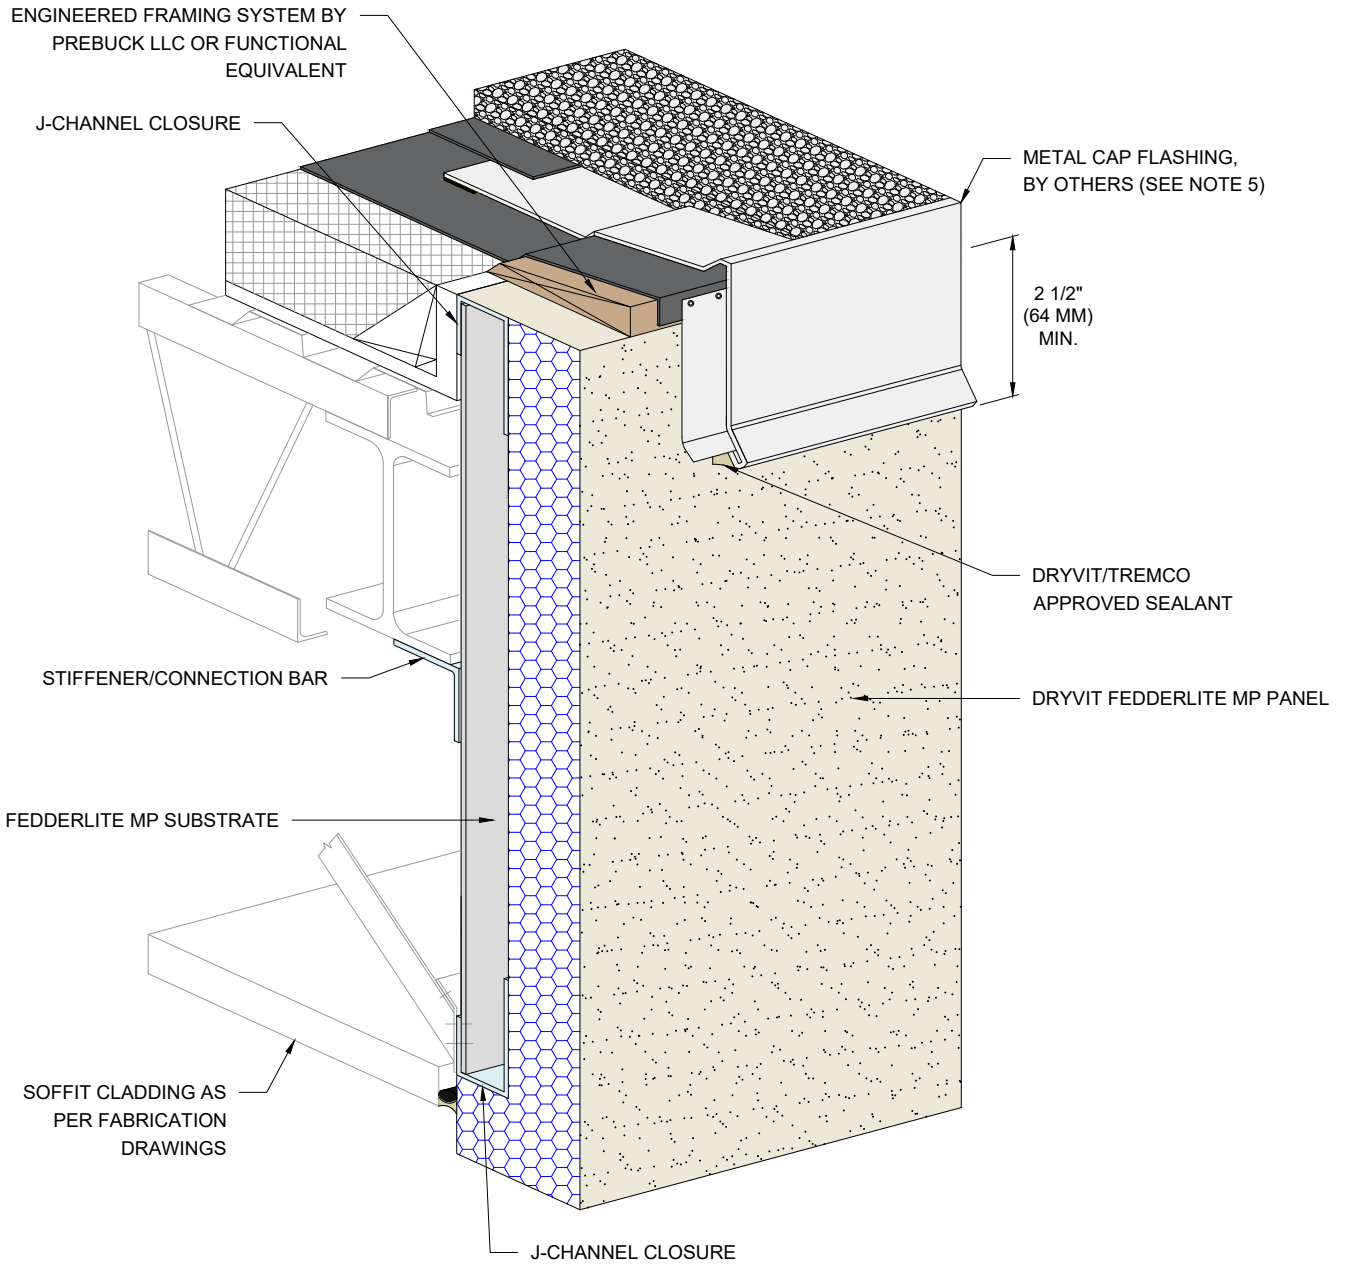 ENGINEERED FRAMING SYSTEM BY
PREBUCK LLC OR FUNCTIONAL
EQUIVALENT
J-CHANNEL CLOSURE
METAL CAP FLASHING,
BY OTHERS (SEE NOTE 5)
2 1/2"
(64 MM)
MIN.
DRYVIT/TREMCO
APPROVED SEALANT
STIFFENER/CONNECTION BAR
DRYVIT FEDDERLITE MP PANEL
FEDDERLITE MP SUBSTRATE
SOFFIT CLADDING AS
PER FABRICATION
DRAWINGS
J-CHANNEL CLOSURE